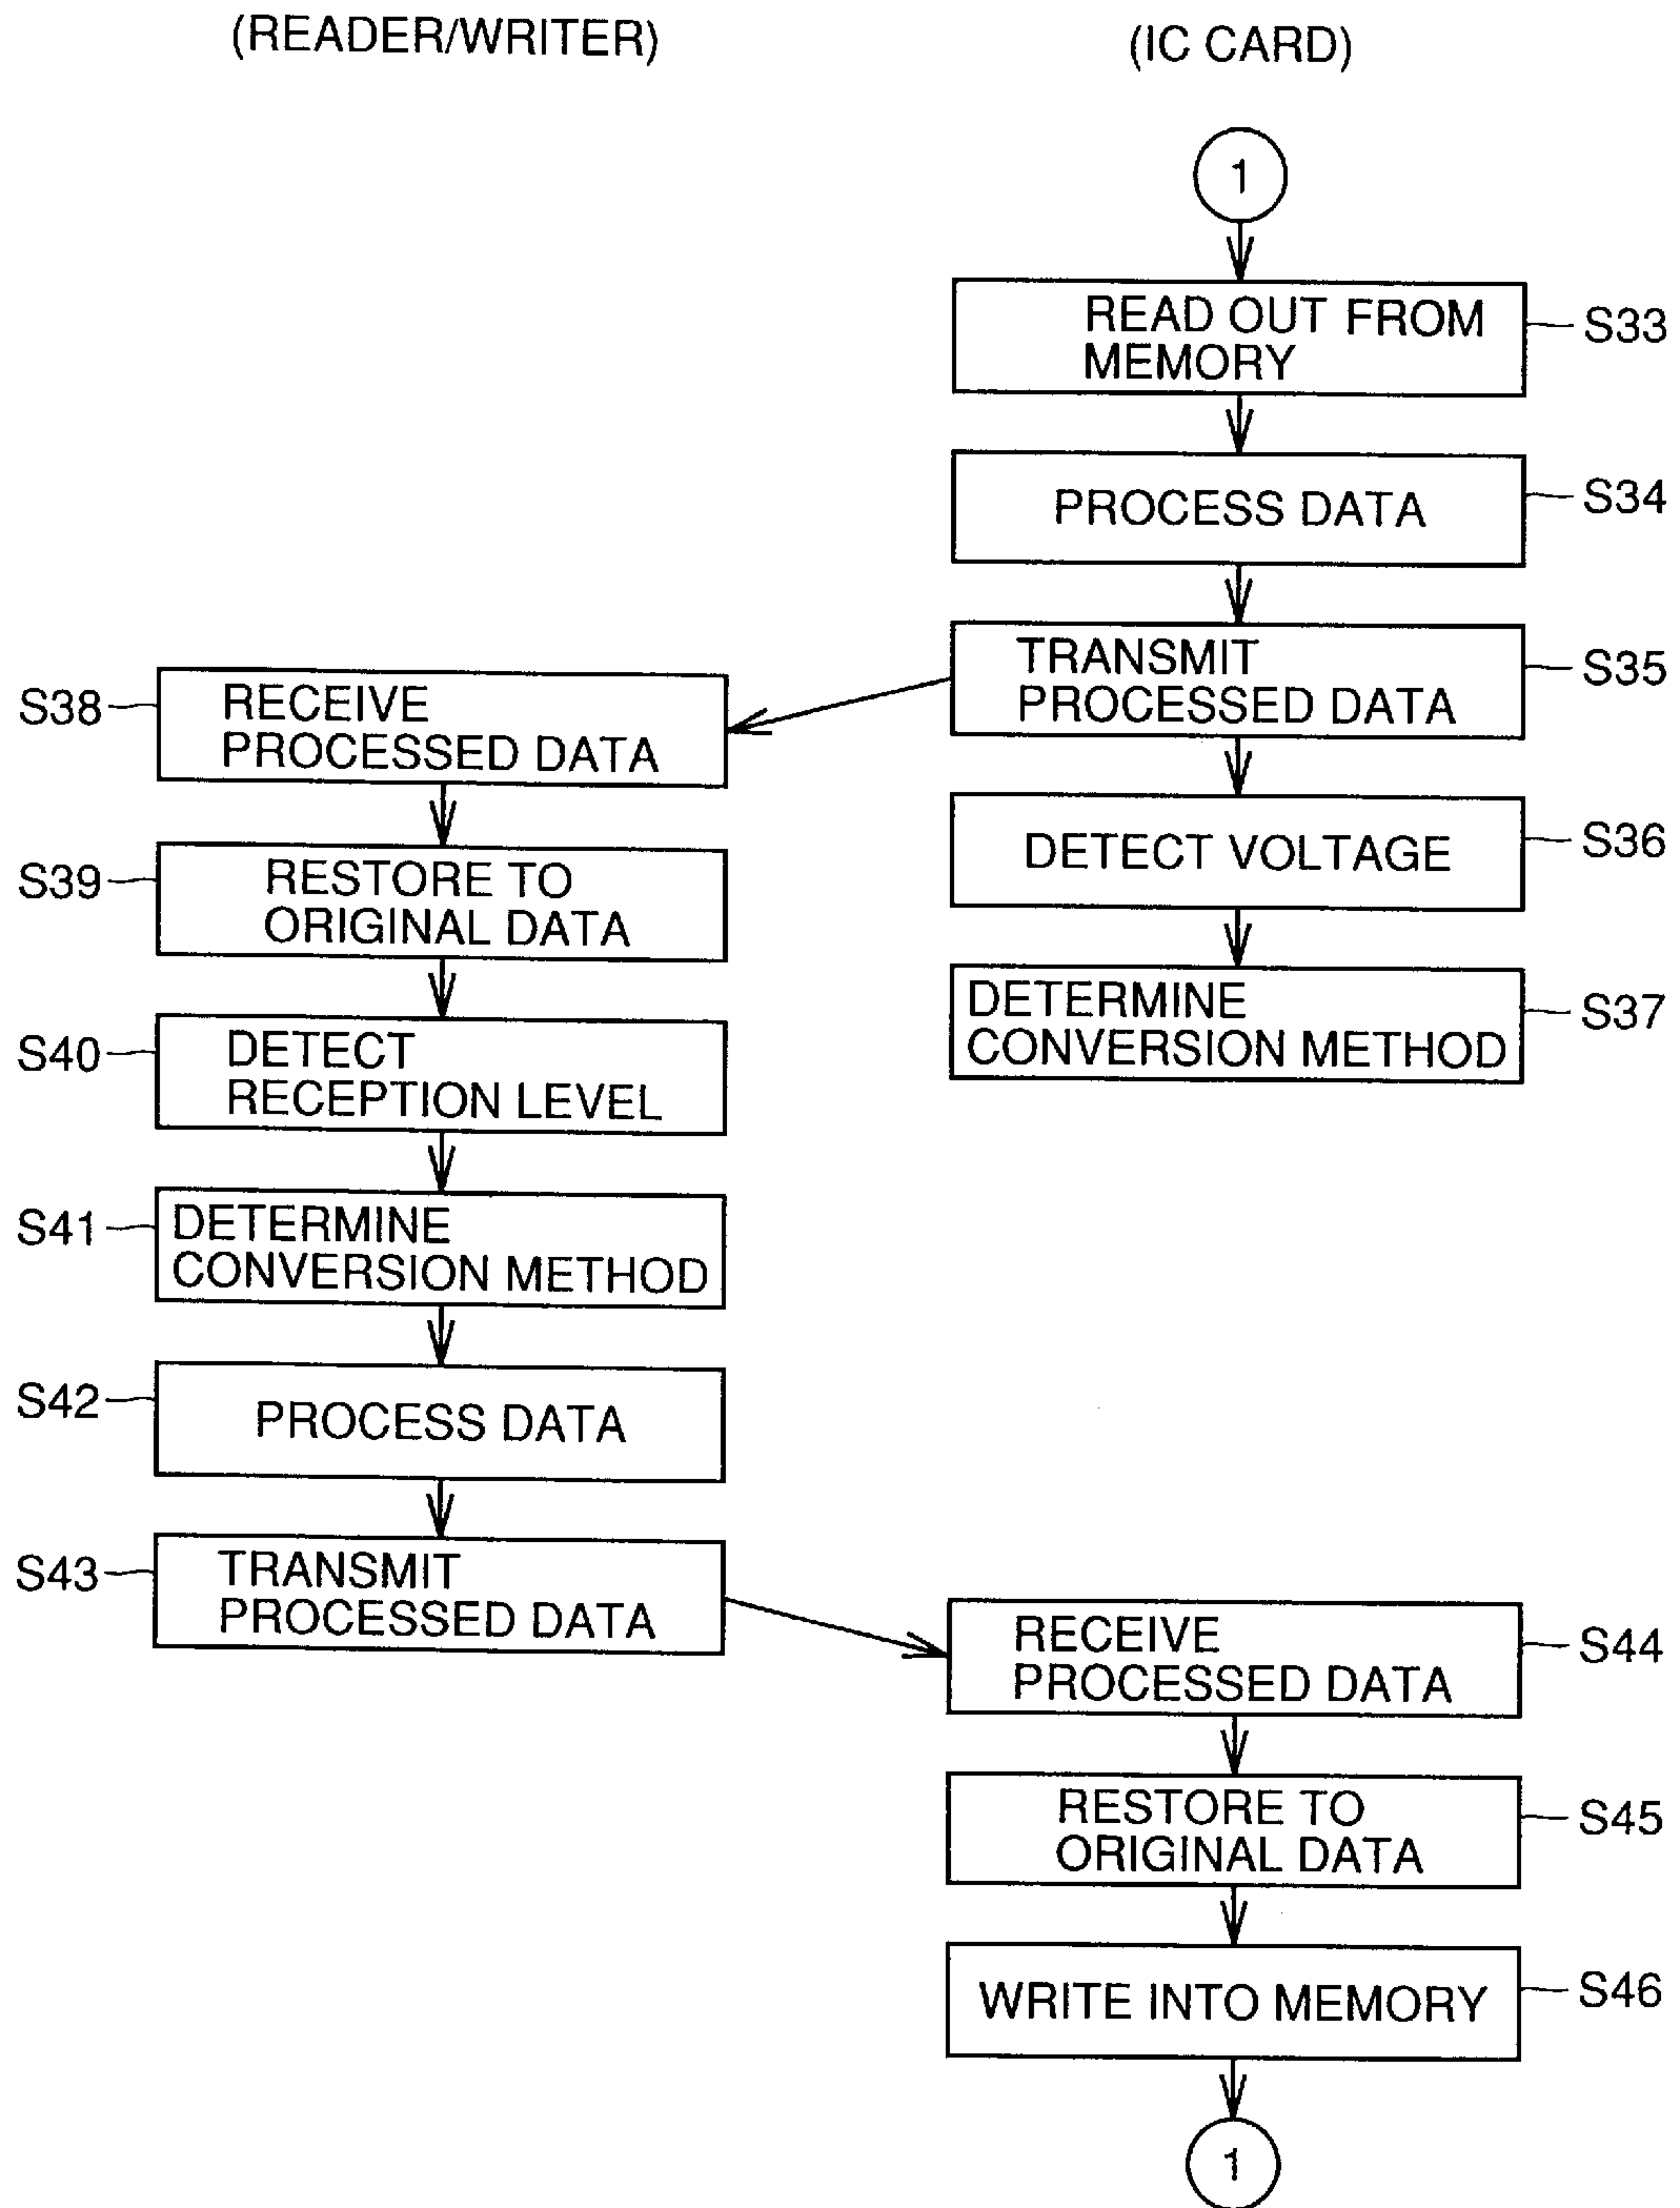 (READER/WRITER)
(IC CARD)
1
READ OUT FROM
MEMORY
S33
PROCESS DATA
S34
TRANSMIT
PROCESSED DATA
S35
S38
RECEIVE
PROCESSED DATA
DETECT VOLTAGE
S36
S39
RESTORE TO
ORIGINAL DATA
DETERMINE
CONVERSION METHOD
S37
S40
DETECT
RECEPTION LEVEL
S41
DETERMINE
CONVERSION METHOD
S42
PROCESS DATA
S43
TRANSMIT
PROCESSED DATA
RECEIVE
PROCESSED DATA
S44
RESTORE TO
ORIGINAL DATA
S45
WRITE INTO MEMORY
S46
1